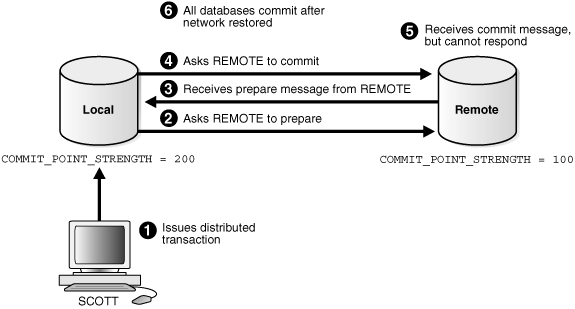 6 All databases commit after
network restored
5 Receives commit message,
but cannot respond
4 Asks REMOTE to commit
3 Receives prepare message from REMOTE
2 Asks REMOTE to prepare
Local
Remote
COMMIT_POINT_STRENGTH = 200
COMMIT_POINT_STRENGTH = 100
1 Issues distributed
transaction
SCOTT